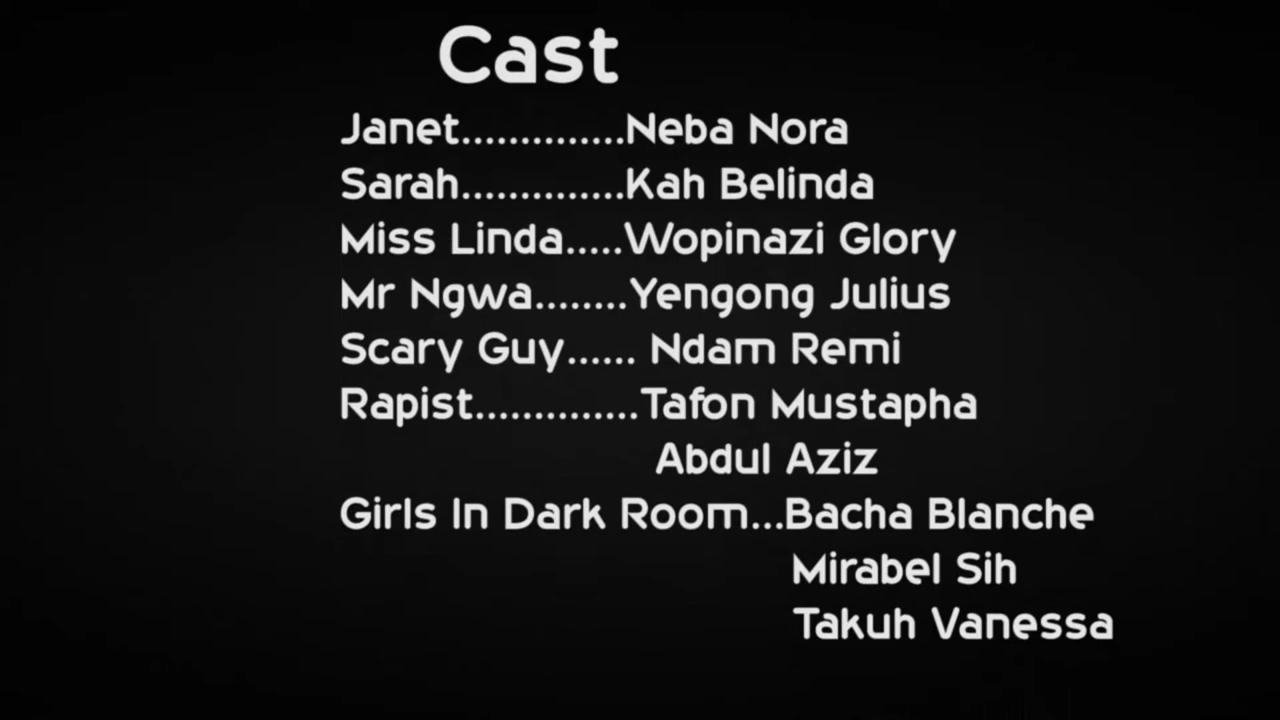 Cast
Janet..............Neba Nora
Sarah..............Kah Belinda
Miss Linda.....Wopinazi Glory
Mr Ngwa........Yengong Julius
Scary Guy...... Ndam Remi
Rapist..............Tafon Mustapha
Abdul Aziz
Girls In Dark Room...Bacha Blanche
Mirabel Sih
Takuh Vanessa